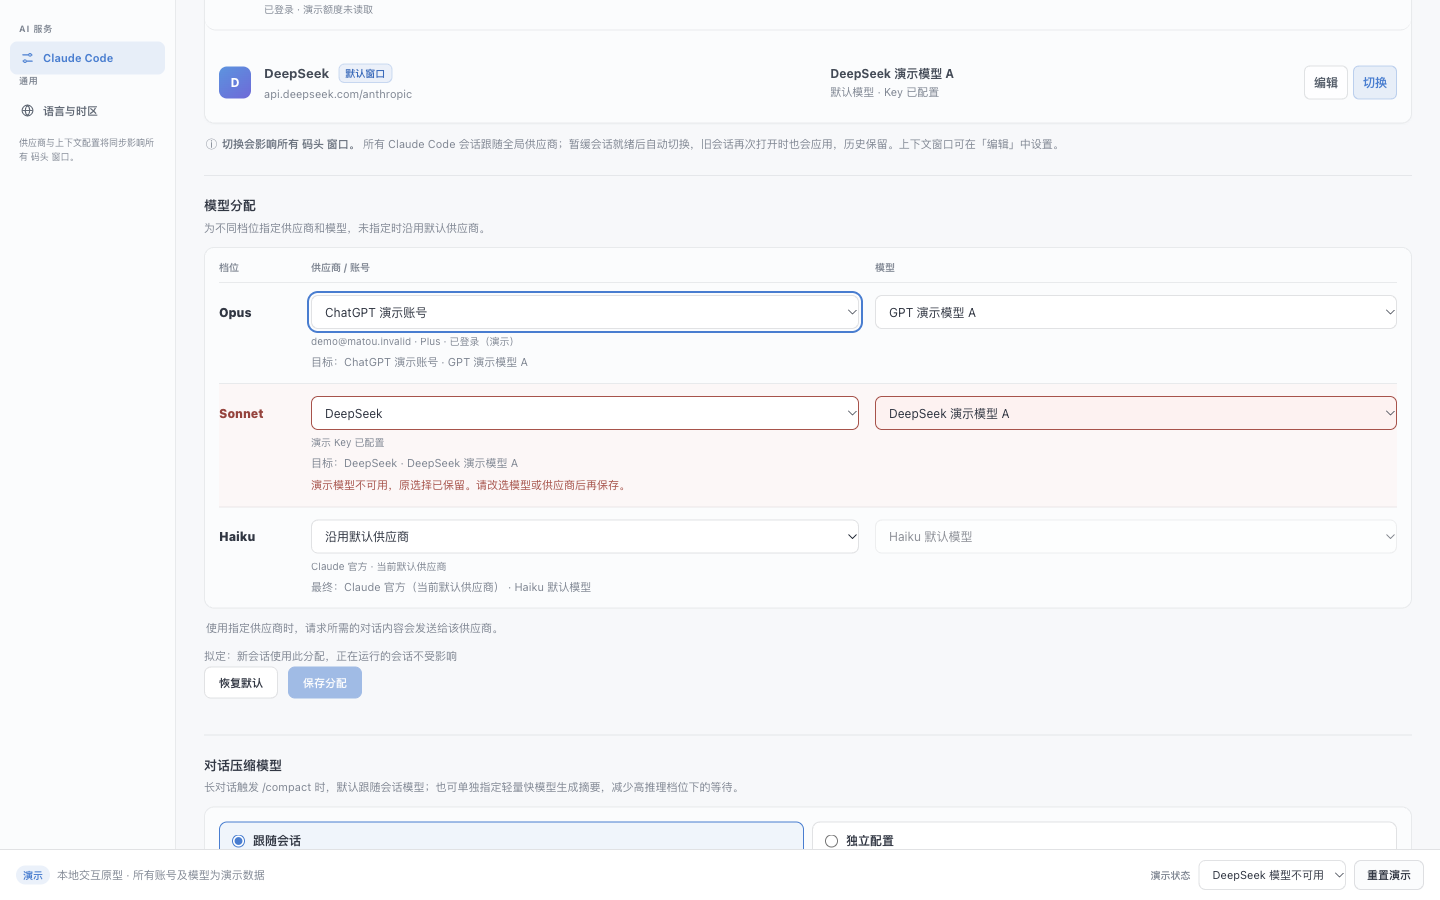 AI 服务
Claude Code
通用
语言与时区
供应商与上下文配置将同步影响所
有 码头 窗口。
已登录 · 演示额度未读取
D
DeepSeek
默认窗口
api.deepseek.com/anthropic
DeepSeek 演示模型 A
默认模型 · Key 已配置
编辑
切换
切换会影响所有 码头 窗口。 所有 Claude Code 会话跟随全局供应商；暂缓会话就绪后自动切换，旧会话再次打开时也会应用，历史保留。上下文窗口可在「编辑」中设置。
模型分配
为不同档位指定供应商和模型，未指定时沿用默认供应商。
档位
供应商 / 账号
模型
Opus
ChatGPT 演示账号
GPT 演示模型 A
demo@matou.invalid · Plus · 已登录（演示）
目标：ChatGPT 演示账号 · GPT 演示模型 A
Sonnet
DeepSeek
DeepSeek 演示模型 A
演示 Key 已配置
目标：DeepSeek · DeepSeek 演示模型 A
演示模型不可用，原选择已保留。请改选模型或供应商后再保存。
Haiku
沿用默认供应商
Haiku 默认模型
Claude 官方 · 当前默认供应商
最终：Claude 官方（当前默认供应商） · Haiku 默认模型
使用指定供应商时，请求所需的对话内容会发送给该供应商。
拟定：新会话使用此分配，正在运行的会话不受影响
恢复默认
保存分配
对话压缩模型
长对话触发 /compact 时，默认跟随会话模型；也可单独指定轻量快模型生成摘要，减少高推理档位下的等待。
跟随会话
独立配置
演示
本地交互原型 · 所有账号及模型为演示数据
演示状态
DeepSeek 模型不可用
重置演示